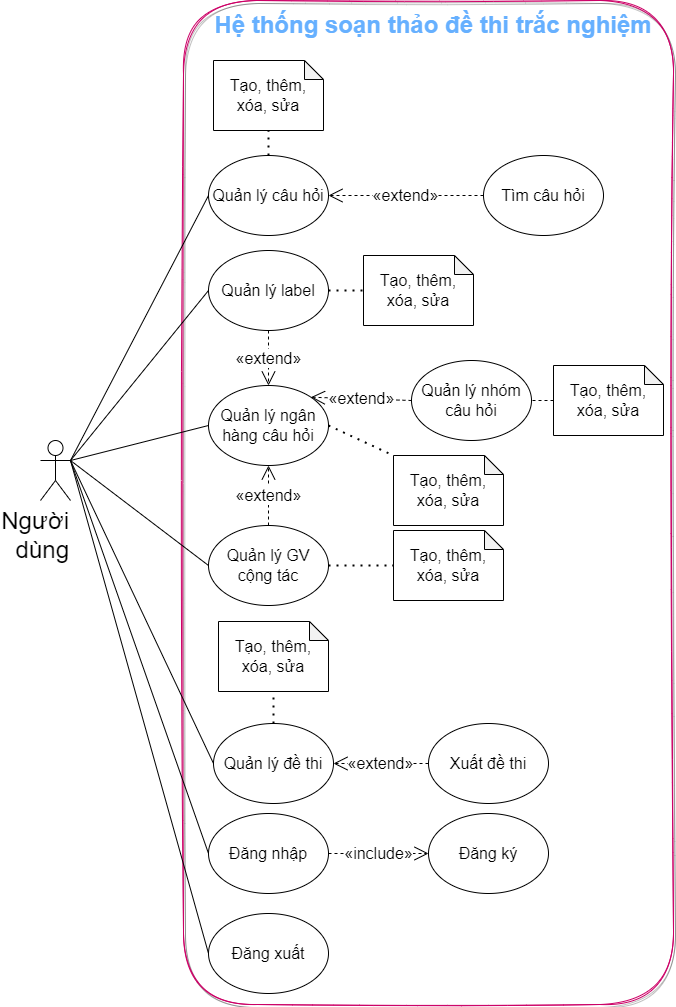 Hệ thống soạn thảo đề thi trắc nghiệm
Tạo, thêm,
xóa, sửa
Quản lý câu hỏi
«extend»
Tìm câu hỏi
Quản lý label
Tạo, thêm,
xóa, sửa
«extend»
Quản lý ngân
hàng câu hỏi
«extend»
Quản lý nhóm
câu hỏi
Tạo, thêm,
xóa, sửa
Tạo, thêm,
xóa, sửa
«extend»
Người
dùng
Quản lý GV
cộng tác
Tạo, thêm,
xóa, sửa
Tạo, thêm,
xóa, sửa
Quản lý đề thi
«extend»
Xuất đề thi
Đăng nhập
«include»
Đăng ký
Đăng xuất